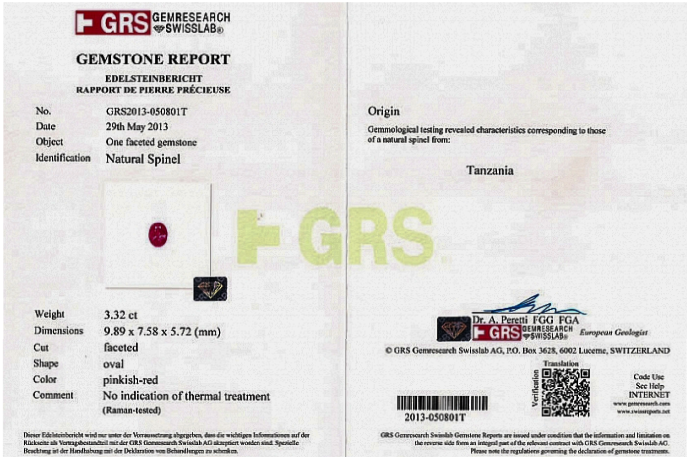 GRS GEMRESEARCH
SWISSLAB®
GEMSTONE REPORT
EDELSTEINBERICHT
RAPPORT DE PIERRE PRÉCIEUSE
No. GRS2013-050801T
Date 29th May 2013
Object One faceted gemstone
Identification Natural Spinel
Weight 3.32 ct
Dimensions 9.89 x 7.58 x 5.72 (mm)
Cut faceted
Shape oval
Color pinkish-red
Comment No indication of thermal treatment
(Raman-tested)
Dieser Edelsteinbericht wird nur unter der Vorraussetzung abgegeben, dass die wichtigen Informationen auf der
Rückseite als Vertragsbestandteil mit der GRS Gemresearch Swisslab AG akzeptiert worden sind. Spezielle
Beachtung ist der Handhabung mit der Deklaration von Behandlungen zu schenken.
GRS
Origin
Gemmological testing revealed characteristics corresponding to those
of a natural spinel from:
Tanzania
Dr. A. Peretti FGG FGA
GRS GEMRESEARCH
SWISSLAB European Geologist
© GRS Gemresearch Swisslab AG, P.O. Box 3628, 6002 Lucerne, SWITZERLAND
Translation
Verification
Code Use
See Help
INTERNET
www.gemresearch.com
www.swissreports.net
2013-050801T
GRS Gemresearch Swisslab Gemstone Reports are issued under condition that the information and limitation on
the reverse side form an integral part of the relevant contract with GRS Gemresearch Swisslab AG.
Please note the regulations governing the declaration of gemstone treatments.